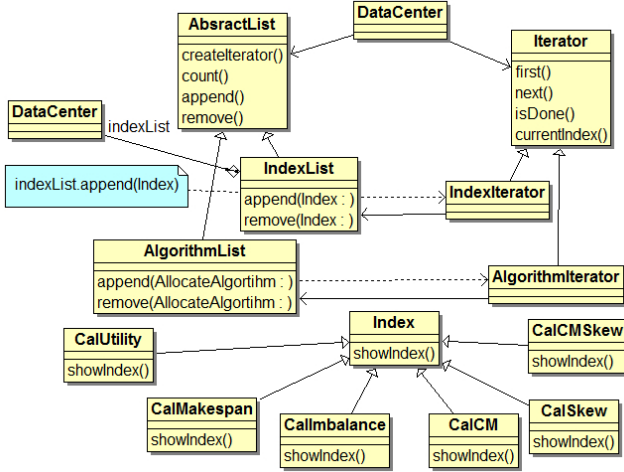 AbsractList
createIterator()
count()
append()
remove()
DataCenter
Iterator
first()
next()
isDone()
currentIndex()
DataCenter
indexList
indexList.append(Index)
IndexList
append(Index : )
remove(Index : )
IndexIterator
AlgorithmList
append(AllocateAlgortihm : )
remove(AllocateAlgortihm : )
AlgorithmIterator
Index
showIndex()
CalUtility
showIndex()
CalCMSkew
showIndex()
CalMakespan
showIndex()
CalImbalance
showIndex()
CalCM
showIndex()
CalSkew
showIndex()